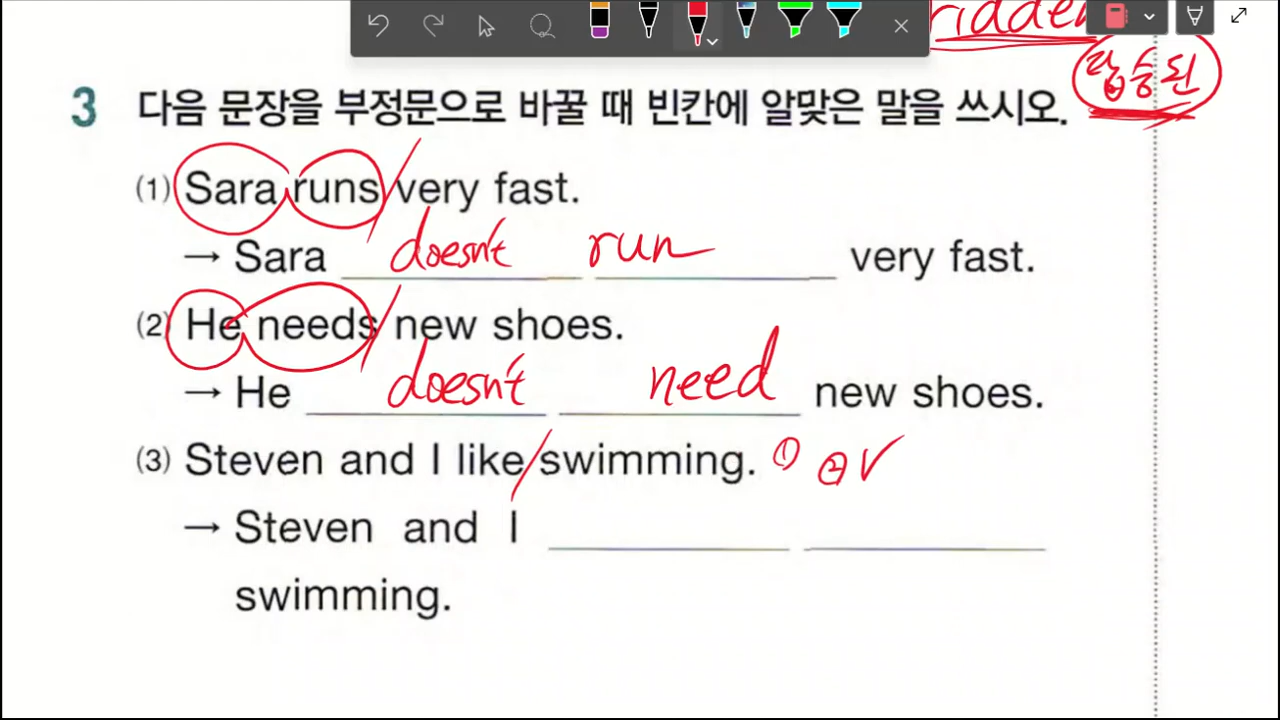 ridden
탑승된
3 다음 문장을 부정문으로 바꿀 때 빈칸에 알맞은 말을 쓰시오.
(1) Sara runs / very fast.
→ Sara doesn't run very fast.
(2) He needs / new shoes.
→ He doesn't need new shoes.
(3) Steven and I like / swimming. ① ② V
→ Steven and I
swimming.